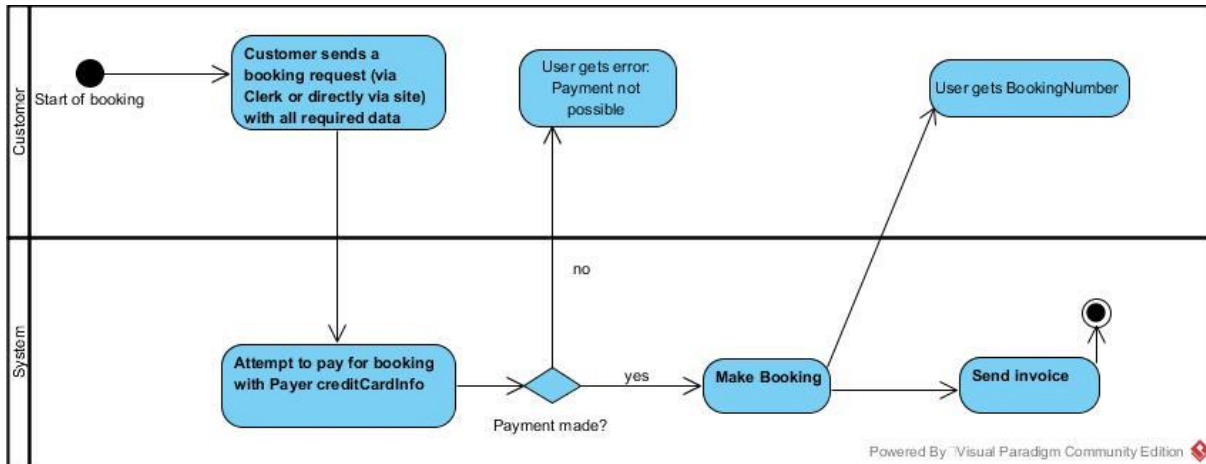 Customer
Start of booking
Customer sends a
booking request (via
Clerk or directly via site)
with all required data
User gets error:
Payment not
possible
User gets BookingNumber
System
Attempt to pay for booking
with Payer creditCardInfo
no
Payment made?
yes
Make Booking
Send invoice
Powered By Visual Paradigm Community Edition